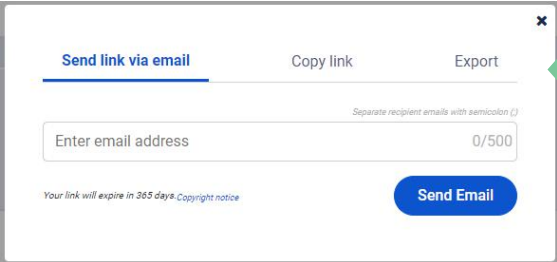 ×
Send link via email Copy link Export
Separate recipient emails with semicolon (;)
Enter email address 0/500
Your link will expire in 365 days. Copyright notice
Send Email